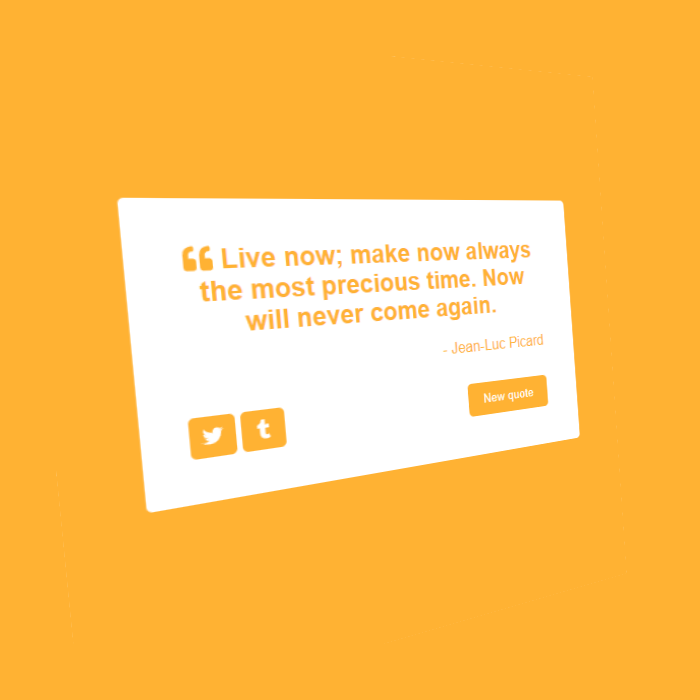 Live now; make now always
the most precious time. Now
will never come again.
- Jean-Luc Picard
New quote